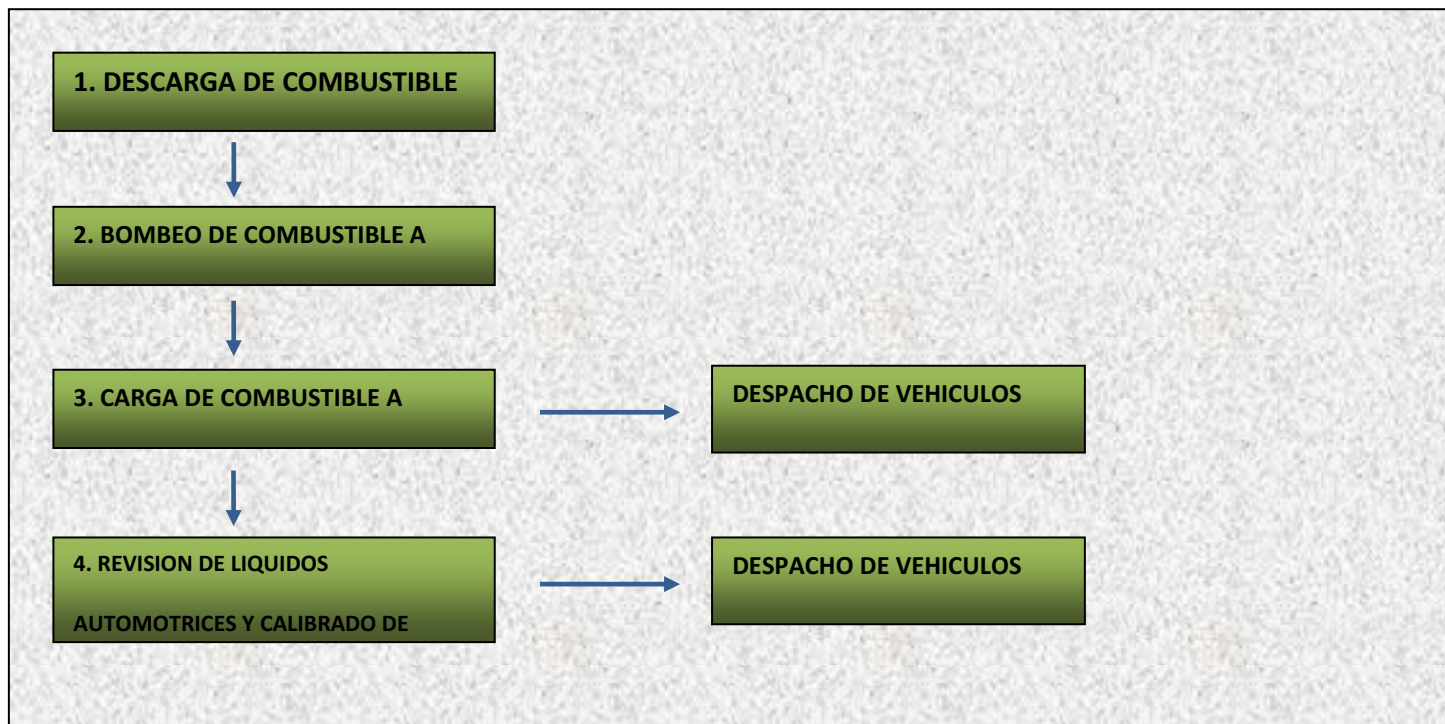 1. DESCARGA DE COMBUSTIBLE
2. BOMBEO DE COMBUSTIBLE A
3. CARGA DE COMBUSTIBLE A
DESPACHO DE VEHICULOS
4. REVISION DE LIQUIDOS
AUTOMOTRICES Y CALIBRADO DE
DESPACHO DE VEHICULOS